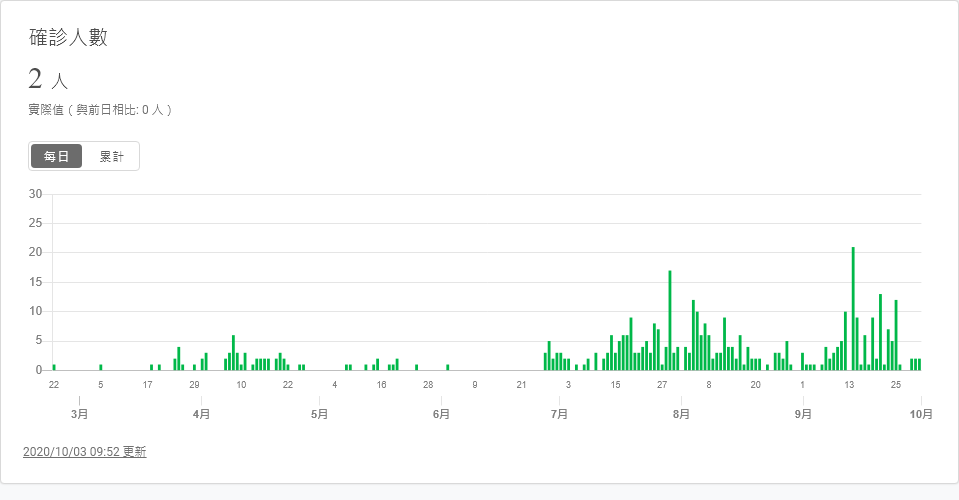 確診人數
2 人
實際值 ( 與前日相比: 0 人 )
每日 累計
30
25
20
15
10
5
0
22 5 17 29 10 22 4 16 28 9 21 3 15 27 8 20 1 13 25
3月 4月 5月 6月 7月 8月 9月 10月
2020/10/03 09:52 更新